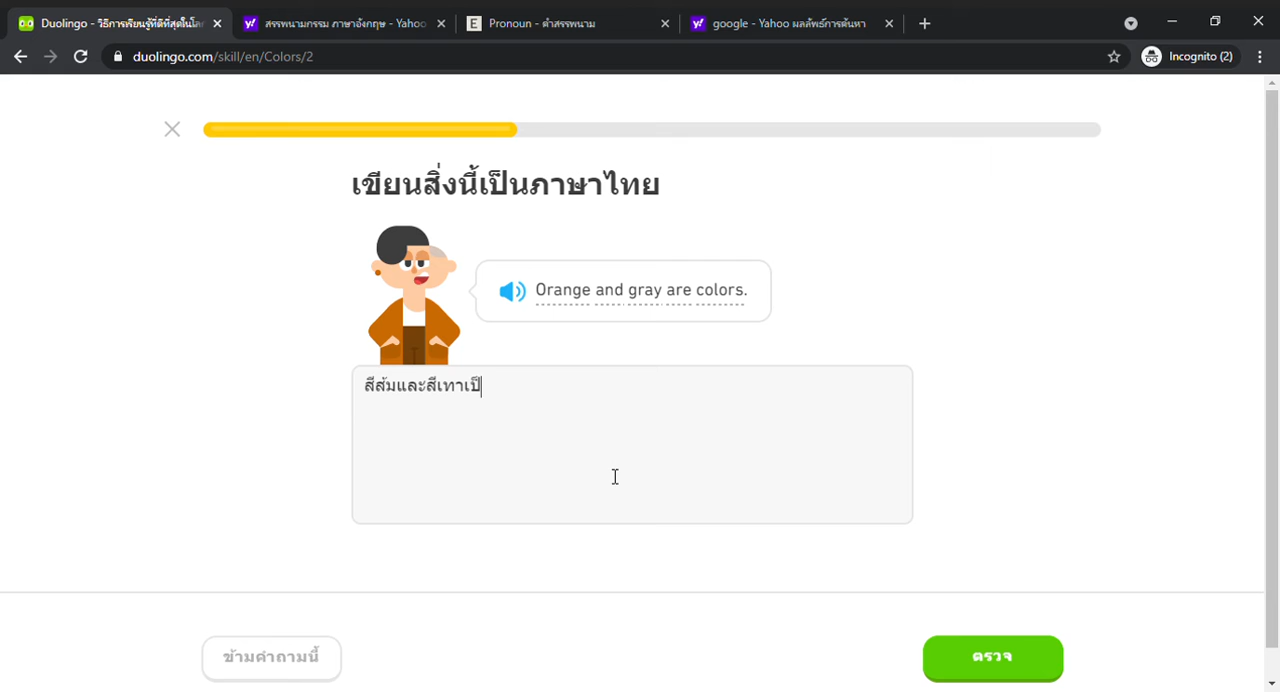 Duolingo - วิธีการเรียนรู้ที่ดีที่สุดในโลก
สรรพนามกรรม ภาษาอังกฤษ - Yahoo
E Pronoun - คำสรรพนาม
google - Yahoo ผลลัพธ์การค้นหา
duolingo.com/skill/en/Colors/2
Incognito (2)
เขียนสิ่งนี้เป็นภาษาไทย
Orange and gray are colors.
สีส้มและสีเทาเป็
ข้ามคำถามนี้
ตรวจ